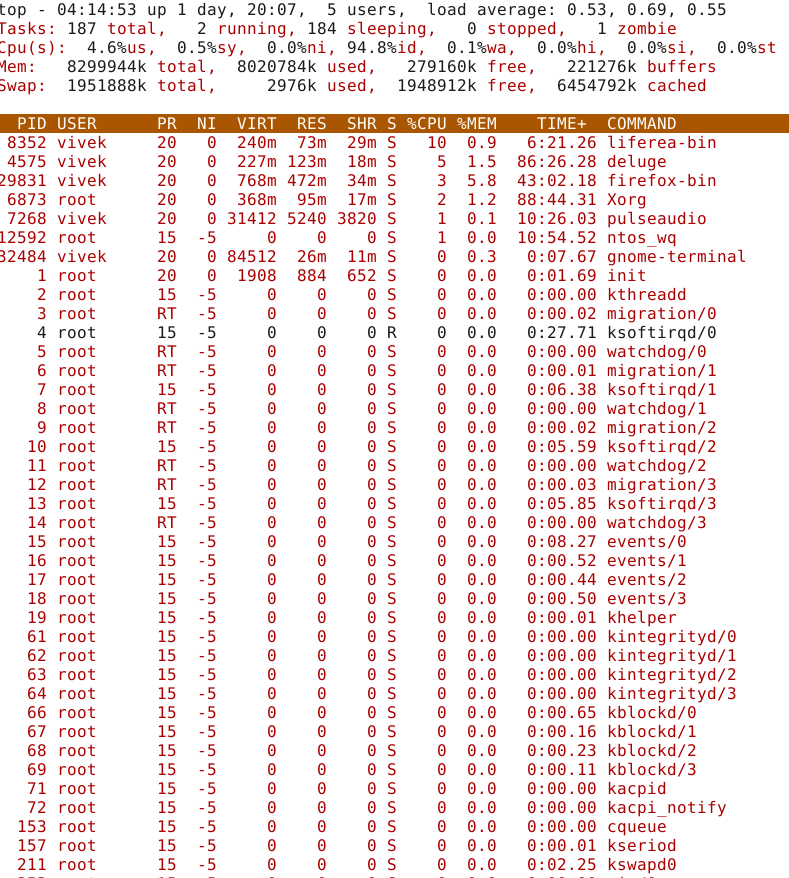 top - 04:14:53 up 1 day, 20:07,  5 users,  load average: 0.53, 0.69, 0.55
Tasks: 187 total,   2 running, 184 sleeping,   0 stopped,   1 zombie
Cpu(s):  4.6%us,  0.5%sy,  0.0%ni, 94.8%id,  0.1%wa,  0.0%hi,  0.0%si,  0.0%st
Mem:   8299944k total,  8020784k used,   279160k free,   221276k buffers
Swap:  1951888k total,     2976k used,  1948912k free,  6454792k cached
PID USER PR NI VIRT RES SHR S %CPU %MEM TIME+ COMMAND
8352 vivek 20 0 240m 73m 29m S 10 0.9 6:21.26 liferea-bin
4575 vivek 20 0 227m 123m 18m S 5 1.5 86:26.28 deluge
29831 vivek 20 0 768m 472m 34m S 3 5.8 43:02.18 firefox-bin
6873 root 20 0 368m 95m 17m S 2 1.2 88:44.31 Xorg
7268 vivek 20 0 31412 5240 3820 S 1 0.1 10:26.03 pulseaudio
12592 root 15 -5 0 0 0 S 1 0.0 10:54.52 ntos_wq
32484 vivek 20 0 84512 26m 11m S 0 0.3 0:07.67 gnome-terminal
1 root 20 0 1908 884 652 S 0 0.0 0:01.69 init
2 root 15 -5 0 0 0 S 0 0.0 0:00.00 kthreadd
3 root RT -5 0 0 0 S 0 0.0 0:00.02 migration/0
4 root 15 -5 0 0 0 R 0 0.0 0:27.71 ksoftirqd/0
5 root RT -5 0 0 0 S 0 0.0 0:00.00 watchdog/0
6 root RT -5 0 0 0 S 0 0.0 0:00.01 migration/1
7 root 15 -5 0 0 0 S 0 0.0 0:06.38 ksoftirqd/1
8 root RT -5 0 0 0 S 0 0.0 0:00.00 watchdog/1
9 root RT -5 0 0 0 S 0 0.0 0:00.02 migration/2
10 root 15 -5 0 0 0 S 0 0.0 0:05.59 ksoftirqd/2
11 root RT -5 0 0 0 S 0 0.0 0:00.00 watchdog/2
12 root RT -5 0 0 0 S 0 0.0 0:00.03 migration/3
13 root 15 -5 0 0 0 S 0 0.0 0:05.85 ksoftirqd/3
14 root RT -5 0 0 0 S 0 0.0 0:00.00 watchdog/3
15 root 15 -5 0 0 0 S 0 0.0 0:08.27 events/0
16 root 15 -5 0 0 0 S 0 0.0 0:00.52 events/1
17 root 15 -5 0 0 0 S 0 0.0 0:00.44 events/2
18 root 15 -5 0 0 0 S 0 0.0 0:00.50 events/3
19 root 15 -5 0 0 0 S 0 0.0 0:00.01 khelper
61 root 15 -5 0 0 0 S 0 0.0 0:00.00 kintegrityd/0
62 root 15 -5 0 0 0 S 0 0.0 0:00.00 kintegrityd/1
63 root 15 -5 0 0 0 S 0 0.0 0:00.00 kintegrityd/2
64 root 15 -5 0 0 0 S 0 0.0 0:00.00 kintegrityd/3
66 root 15 -5 0 0 0 S 0 0.0 0:00.65 kblockd/0
67 root 15 -5 0 0 0 S 0 0.0 0:00.16 kblockd/1
68 root 15 -5 0 0 0 S 0 0.0 0:00.23 kblockd/2
69 root 15 -5 0 0 0 S 0 0.0 0:00.11 kblockd/3
71 root 15 -5 0 0 0 S 0 0.0 0:00.00 kacpid
72 root 15 -5 0 0 0 S 0 0.0 0:00.00 kacpi_notify
153 root 15 -5 0 0 0 S 0 0.0 0:00.00 cqueue
157 root 15 -5 0 0 0 S 0 0.0 0:00.01 kseriod
211 root 15 -5 0 0 0 S 0 0.0 0:02.25 kswapd0